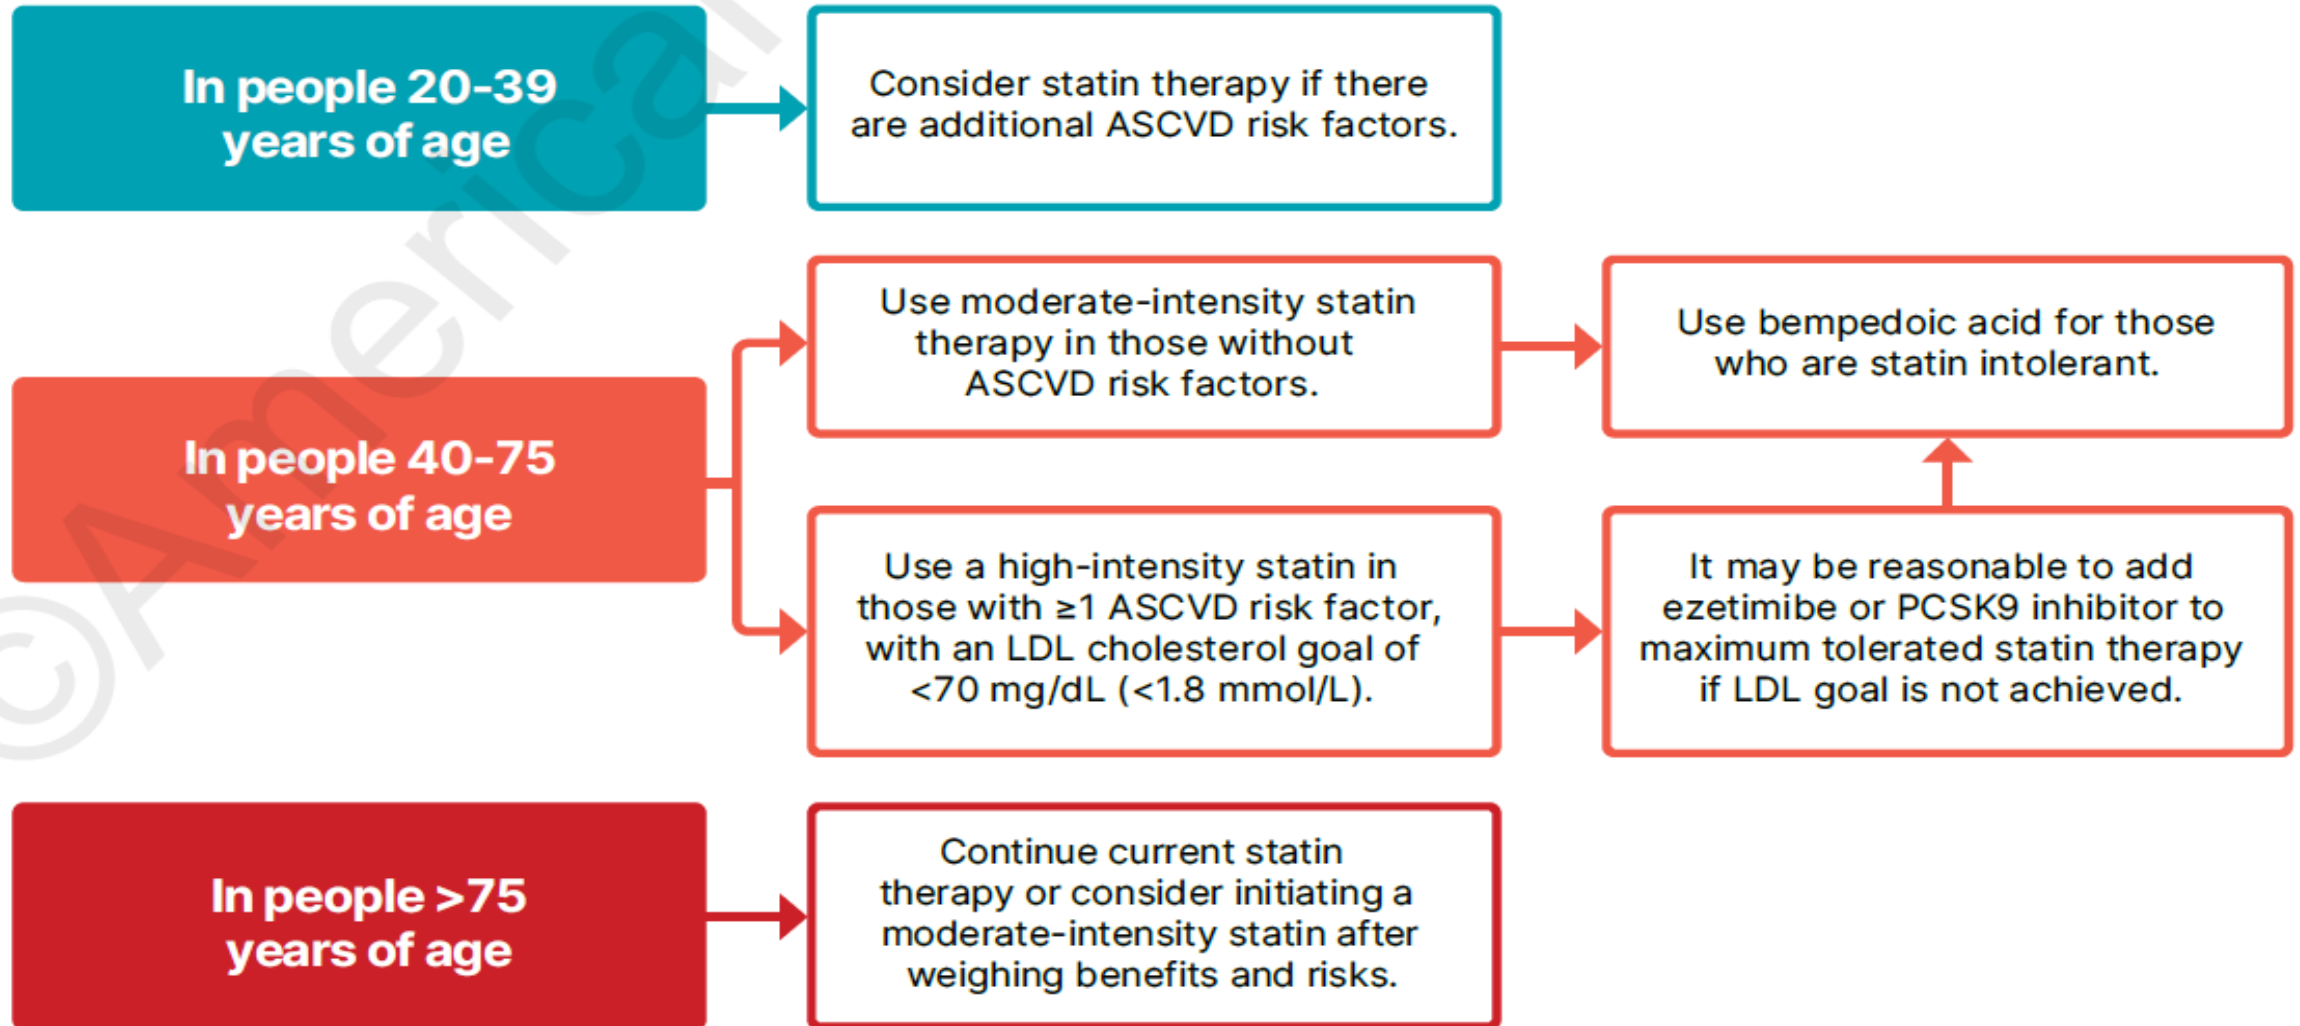 In people 20-39
years of age
Consider statin therapy if there
are additional ASCVD risk factors.
In people 40-75
years of age
Use moderate-intensity statin
therapy in those without
ASCVD risk factors.
Use bempedoic acid for those
who are statin intolerant.
Use a high-intensity statin in
those with ≥1 ASCVD risk factor,
with an LDL cholesterol goal of
<70 mg/dL (<1.8 mmol/L).
It may be reasonable to add
ezetimibe or PCSK9 inhibitor to
maximum tolerated statin therapy
if LDL goal is not achieved.
In people >75
years of age
Continue current statin
therapy or consider initiating a
moderate-intensity statin after
weighing benefits and risks.
©American